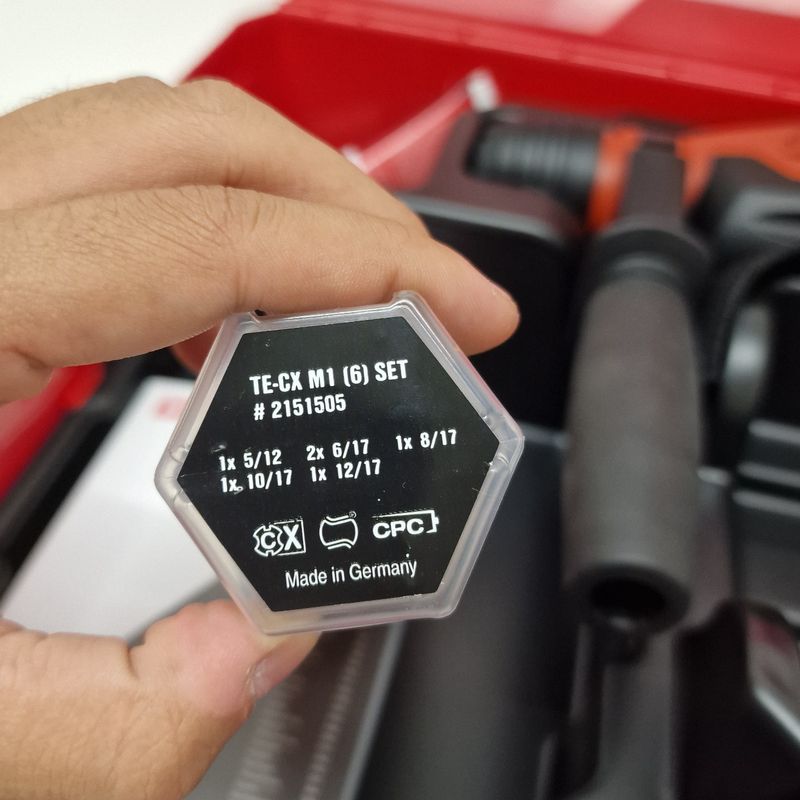 TE-CX M1 (6) SET
# 2151505
1x 5/12 2x 6/17 1x 8/17
1x 10/17 1x 12/17
CX CPC
Made in Germany